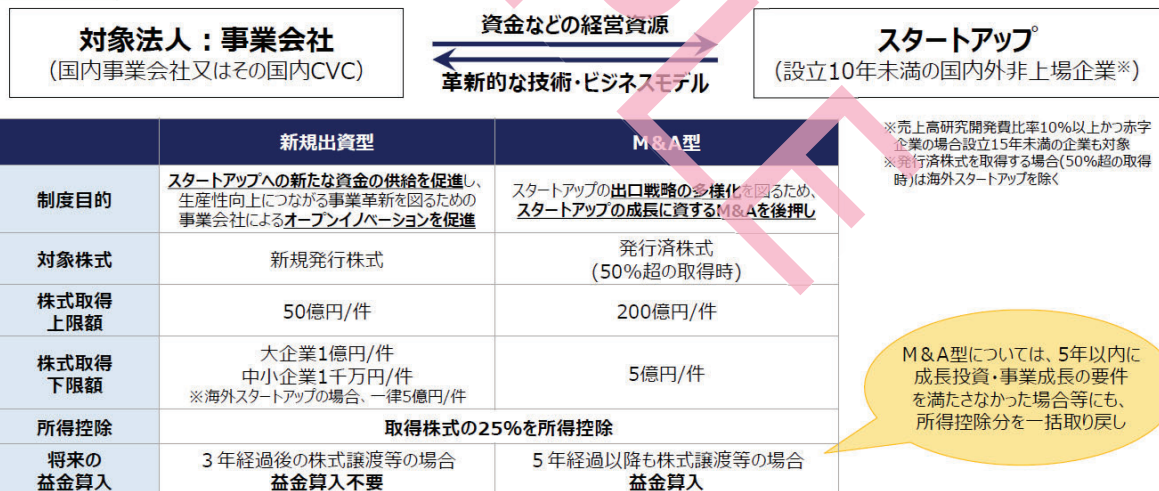 対象法人：事業会社
(国内事業会社又はその国内CVC)
資金などの経営資源
革新的な技術・ビジネスモデル
スタートアップ
(設立10年未満の国内外非上場企業※)
※売上高研究開発費比率10%以上かつ赤字
企業の場合設立15年未満の企業も対象
※発行済株式を取得する場合(50%超の取得
時)は海外スタートアップを除く
新規出資型
M&A型
制度目的
スタートアップへの新たな資金の供給を促進し、
生産性向上につながる事業革新を図るための
事業会社によるオープンイノベーションを促進
スタートアップの出口戦略の多様化を図るため、
スタートアップの成長に資するM&Aを後押し
対象株式
新規発行株式
発行済株式
(50%超の取得時)
株式取得
上限額
50億円/件
200億円/件
株式取得
下限額
大企業1億円/件
中小企業1千万円/件
※海外スタートアップの場合、一律5億円/件
5億円/件
所得控除
取得株式の25%を所得控除
将来の
益金算入
3年経過後の株式譲渡等の場合
益金算入不要
5年経過以降も株式譲渡等の場合
益金算入
M&A型については、5年以内に
成長投資・事業成長の要件
を満たさなかった場合等にも、
所得控除分を一括取り戻し